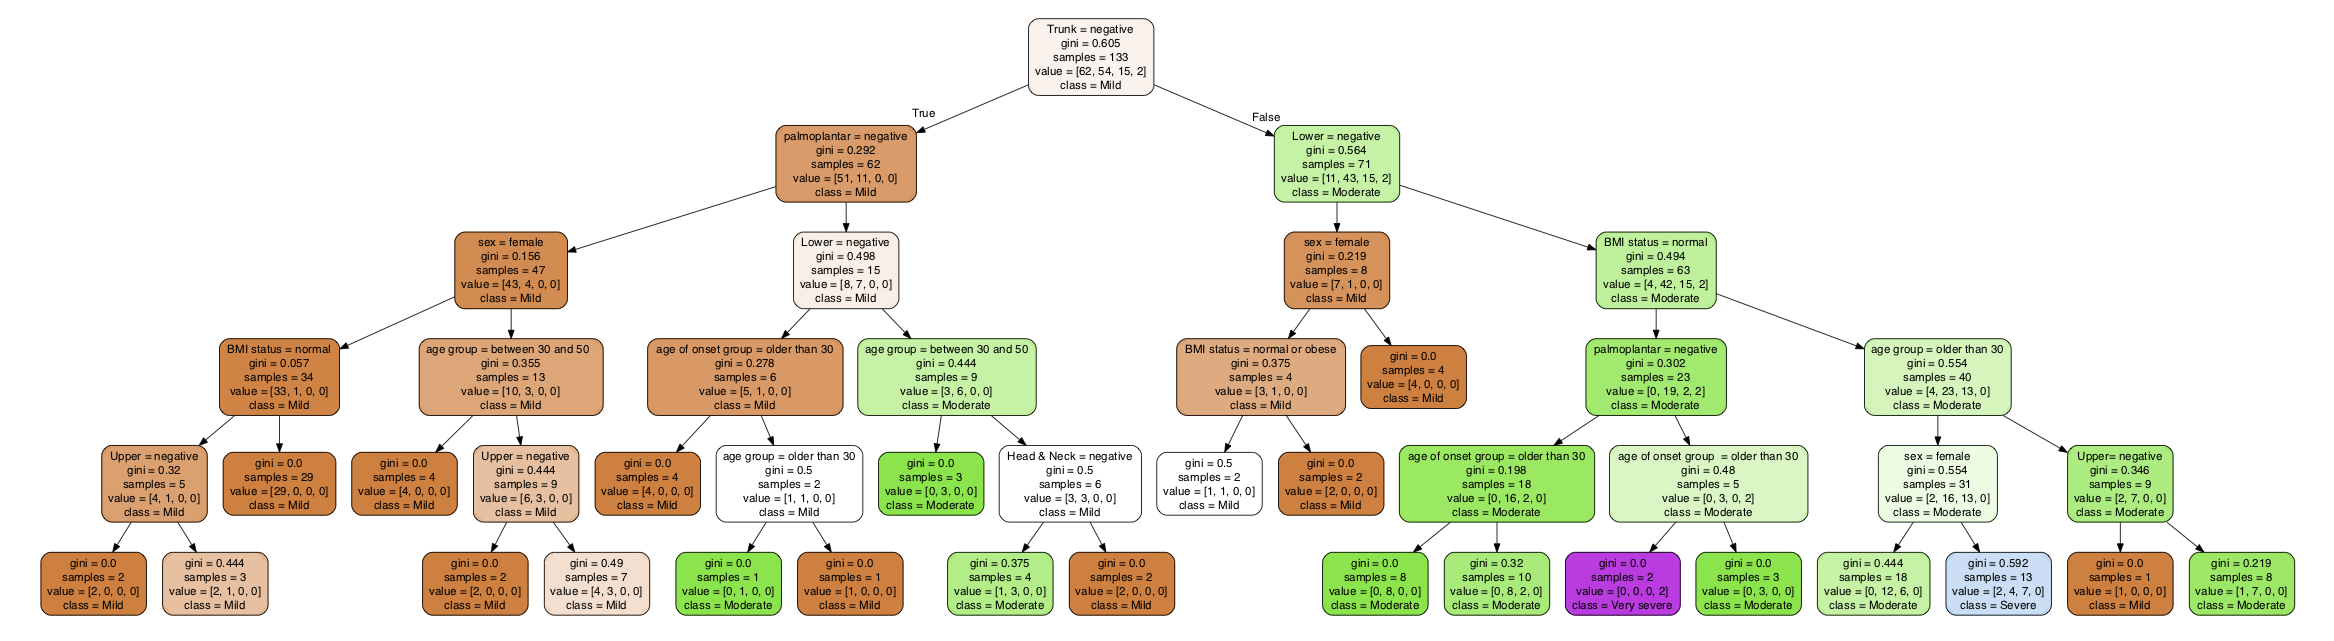 Trunk = negative
gini = 0.605
samples = 133
value = [62, 54, 15, 2]
class = Mild
True
False
palmoplantar = negative
gini = 0.292
samples = 62
value = [51, 11, 0, 0]
class = Mild
Lower = negative
gini = 0.564
samples = 71
value = [11, 43, 15, 2]
class = Moderate
sex = female
gini = 0.156
samples = 47
value = [43, 4, 0, 0]
class = Mild
Lower = negative
gini = 0.498
samples = 15
value = [8, 7, 0, 0]
class = Mild
sex = female
gini = 0.219
samples = 8
value = [7, 1, 0, 0]
class = Mild
BMI status = normal
gini = 0.494
samples = 63
value = [4, 42, 15, 2]
class = Moderate
BMI status = normal
gini = 0.057
samples = 34
value = [33, 1, 0, 0]
class = Mild
age group = between 30 and 50
gini = 0.355
samples = 13
value = [10, 3, 0, 0]
class = Mild
age of onset group = older than 30
gini = 0.278
samples = 6
value = [5, 1, 0, 0]
class = Mild
age group = between 30 and 50
gini = 0.444
samples = 9
value = [3, 6, 0, 0]
class = Moderate
BMI status = normal or obese
gini = 0.375
samples = 4
value = [3, 1, 0, 0]
class = Mild
gini = 0.0
samples = 4
value = [4, 0, 0, 0]
class = Mild
palmoplantar = negative
gini = 0.302
samples = 23
value = [0, 19, 2, 2]
class = Moderate
age group = older than 30
gini = 0.554
samples = 40
value = [4, 23, 13, 0]
class = Moderate
Upper = negative
gini = 0.32
samples = 5
value = [4, 1, 0, 0]
class = Mild
gini = 0.0
samples = 29
value = [29, 0, 0, 0]
class = Mild
gini = 0.0
samples = 4
value = [4, 0, 0, 0]
class = Mild
Upper = negative
gini = 0.444
samples = 9
value = [6, 3, 0, 0]
class = Mild
gini = 0.0
samples = 4
value = [4, 0, 0, 0]
class = Mild
age group = older than 30
gini = 0.5
samples = 2
value = [1, 1, 0, 0]
class = Mild
gini = 0.0
samples = 3
value = [0, 3, 0, 0]
class = Moderate
Head & Neck = negative
gini = 0.5
samples = 6
value = [3, 3, 0, 0]
class = Mild
gini = 0.5
samples = 2
value = [1, 1, 0, 0]
class = Mild
gini = 0.0
samples = 2
value = [2, 0, 0, 0]
class = Mild
age of onset group = older than 30
gini = 0.198
samples = 18
value = [0, 16, 2, 0]
class = Moderate
age of onset group = older than 30
gini = 0.48
samples = 5
value = [0, 3, 0, 2]
class = Moderate
sex = female
gini = 0.554
samples = 31
value = [2, 16, 13, 0]
class = Moderate
Upper= negative
gini = 0.346
samples = 9
value = [2, 7, 0, 0]
class = Moderate
gini = 0.0
samples = 2
value = [2, 0, 0, 0]
class = Mild
gini = 0.444
samples = 3
value = [2, 1, 0, 0]
class = Mild
gini = 0.0
samples = 2
value = [2, 0, 0, 0]
class = Mild
gini = 0.49
samples = 7
value = [4, 3, 0, 0]
class = Mild
gini = 0.0
samples = 1
value = [0, 1, 0, 0]
class = Moderate
gini = 0.0
samples = 1
value = [1, 0, 0, 0]
class = Mild
gini = 0.375
samples = 4
value = [1, 3, 0, 0]
class = Moderate
gini = 0.0
samples = 2
value = [2, 0, 0, 0]
class = Mild
gini = 0.0
samples = 8
value = [0, 8, 0, 0]
class = Moderate
gini = 0.32
samples = 10
value = [0, 8, 2, 0]
class = Moderate
gini = 0.0
samples = 2
value = [0, 0, 0, 2]
class = Very severe
gini = 0.0
samples = 3
value = [0, 3, 0, 0]
class = Moderate
gini = 0.444
samples = 18
value = [0, 12, 6, 0]
class = Moderate
gini = 0.592
samples = 13
value = [2, 4, 7, 0]
class = Severe
gini = 0.0
samples = 1
value = [1, 0, 0, 0]
class = Mild
gini = 0.219
samples = 8
value = [1, 7, 0, 0]
class = Moderate